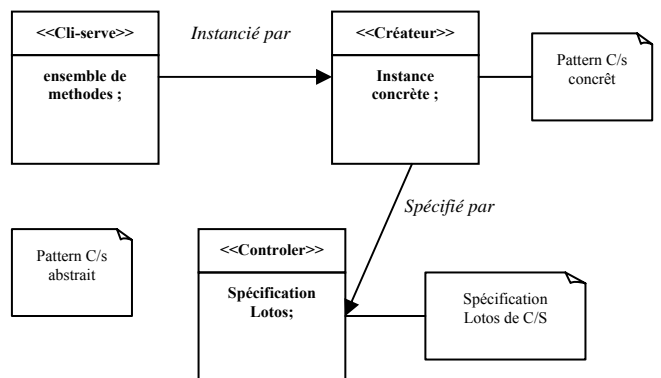 <<Cli-serve>>
ensemble de
methodes ;
Instancié par
<<Créateur>>
Instance
concrète ;
Pattern C/s
concrêt
Spécifié par
Pattern C/s
abstrait
<<Controler>>
Spécification
Lotos;
Spécification
Lotos de C/S